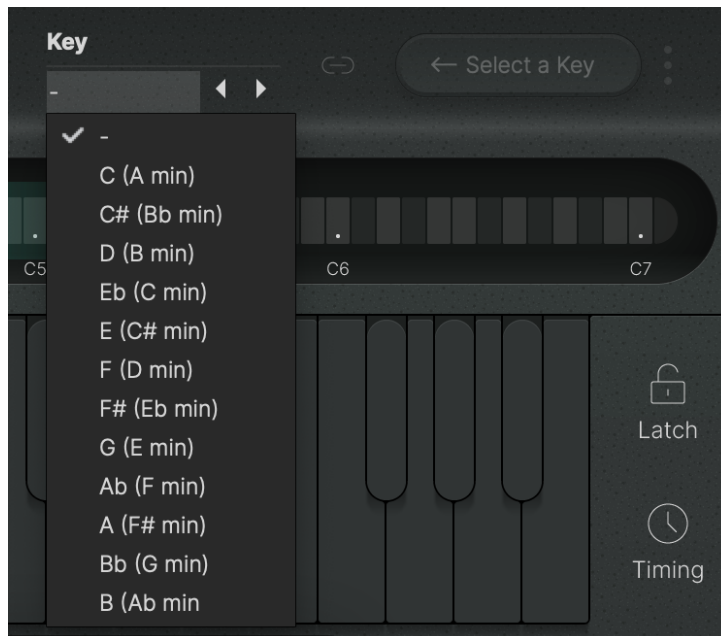 Key
← Select a Key
-
-
C (A min)
C# (Bb min)
D (B min)
Eb (C min)
E (C# min)
F (D min)
F# (Eb min)
G (E min)
Ab (F min)
A (F# min)
Bb (G min)
B (Ab min
C5
C6
C7
Latch
Timing